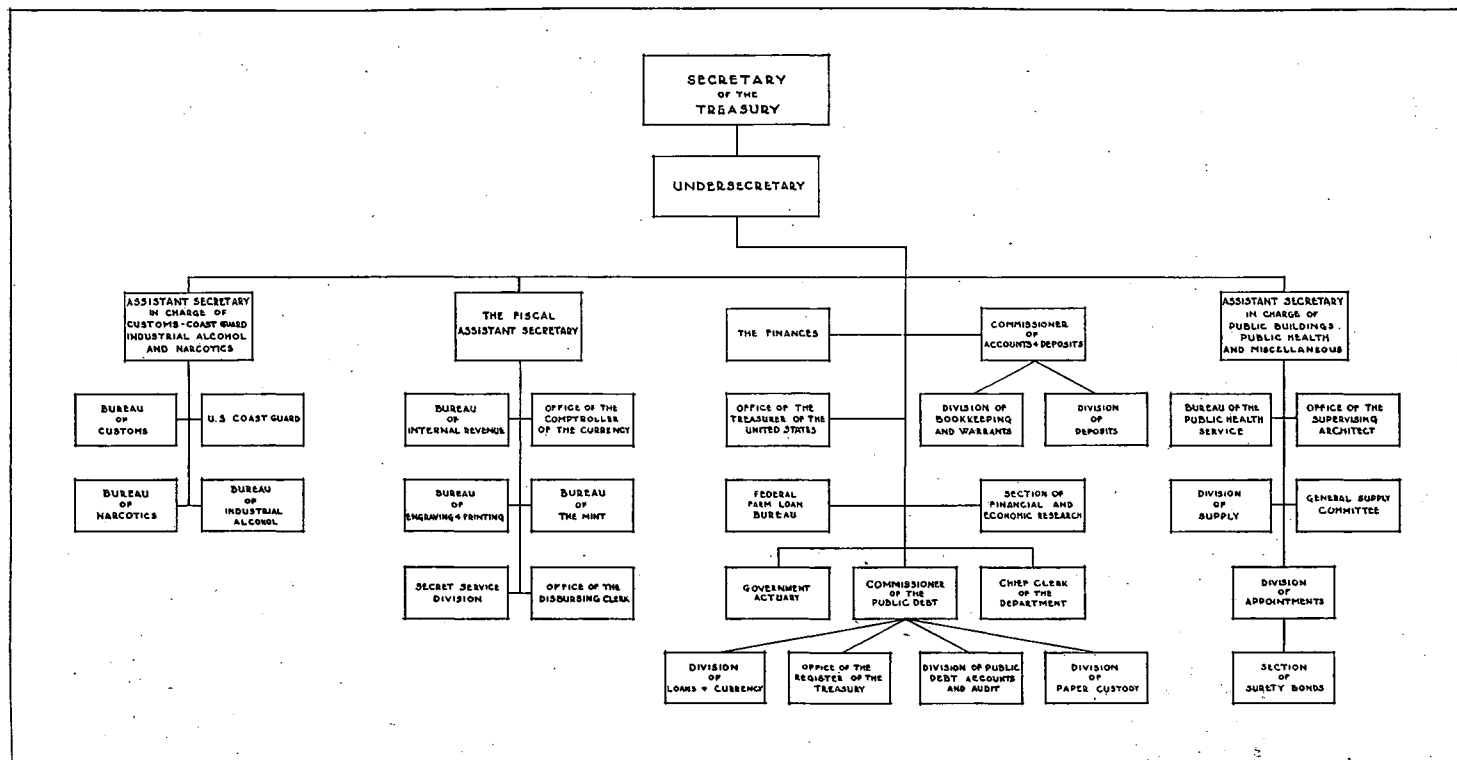 SECRETARY
OF THE
TREASURY
UNDERSECRETARY
ASSISTANT SECRETARY
IN CHARGE OF
CUSTOMS-COAST GUARD
INDUSTRIAL ALCOHOL
AND NARCOTICS
BUREAU
OF
CUSTOMS
U.S COAST GUARD
BUREAU
OF
NARCOTICS
BUREAU
OF
INDUSTRIAL
ALCOHOL
THE FISCAL
ASSISTANT SECRETARY
BUREAU
OF
INTERNAL REVENUE
OFFICE OF THE
COMPTROLLER
OF THE CURRENCY
BUREAU
OF
ENGRAVING + PRINTING
BUREAU
OF
THE MINT
SECRET SERVICE
DIVISION
OFFICE OF THE
DISBURSING CLERK
THE FINANCES
COMMISSIONER
OF
ACCOUNTS + DEPOSITS
OFFICE OF THE
TREASURER OF THE
UNITED STATES
DIVISION OF
BOOKKEEPING
AND WARRANTS
DIVISION
OF
DEPOSITS
FEDERAL
FARM LOAN
BUREAU
SECTION OF
FINANCIAL AND
ECONOMIC RESEARCH
GOVERNMENT
ACTUARY
COMMISSIONER
OF THE
PUBLIC DEBT
CHIEF CLERK
OF THE
DEPARTMENT
DIVISION
OF
LOANS + CURRENCY
OFFICE OF THE
REGISTER OF THE
TREASURY
DIVISION OF PUBLIC
DEBT ACCOUNTS
AND AUDIT
DIVISION
OF
PAPER CUSTODY
ASSISTANT SECRETARY
IN CHARGE OF
PUBLIC BUILDINGS
PUBLIC HEALTH
AND MISCELLANEOUS
BUREAU OF THE
PUBLIC HEALTH
SERVICE
OFFICE OF THE
SUPERVISING
ARCHITECT
DIVISION
OF
SUPPLY
GENERAL SUPPLY
COMMITTEE
DIVISION
OF
APPOINTMENTS
SECTION
OF
SURETY BONDS